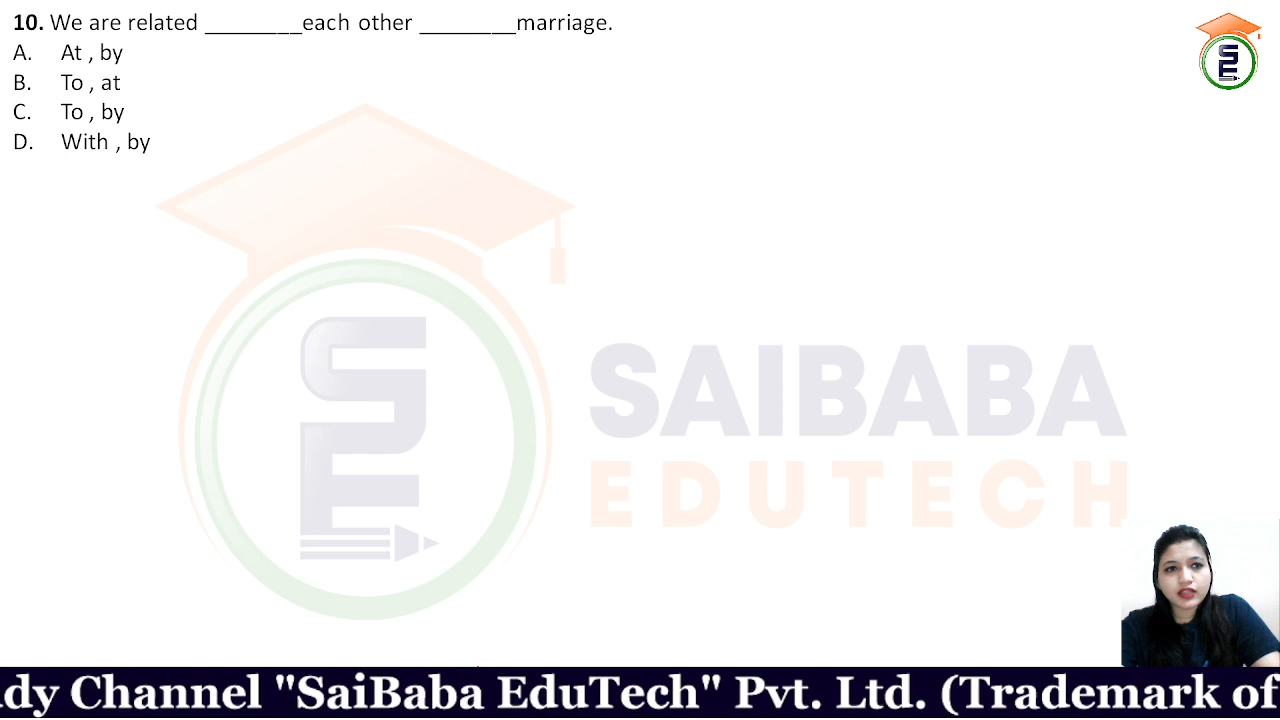 10. We are related ________each other ________marriage.
A. At , by
B. To , at
C. To , by
D. With , by
SAIBABA
EDUTECH
dy Channel "SaiBaba EduTech" Pvt. Ltd. (Trademark of